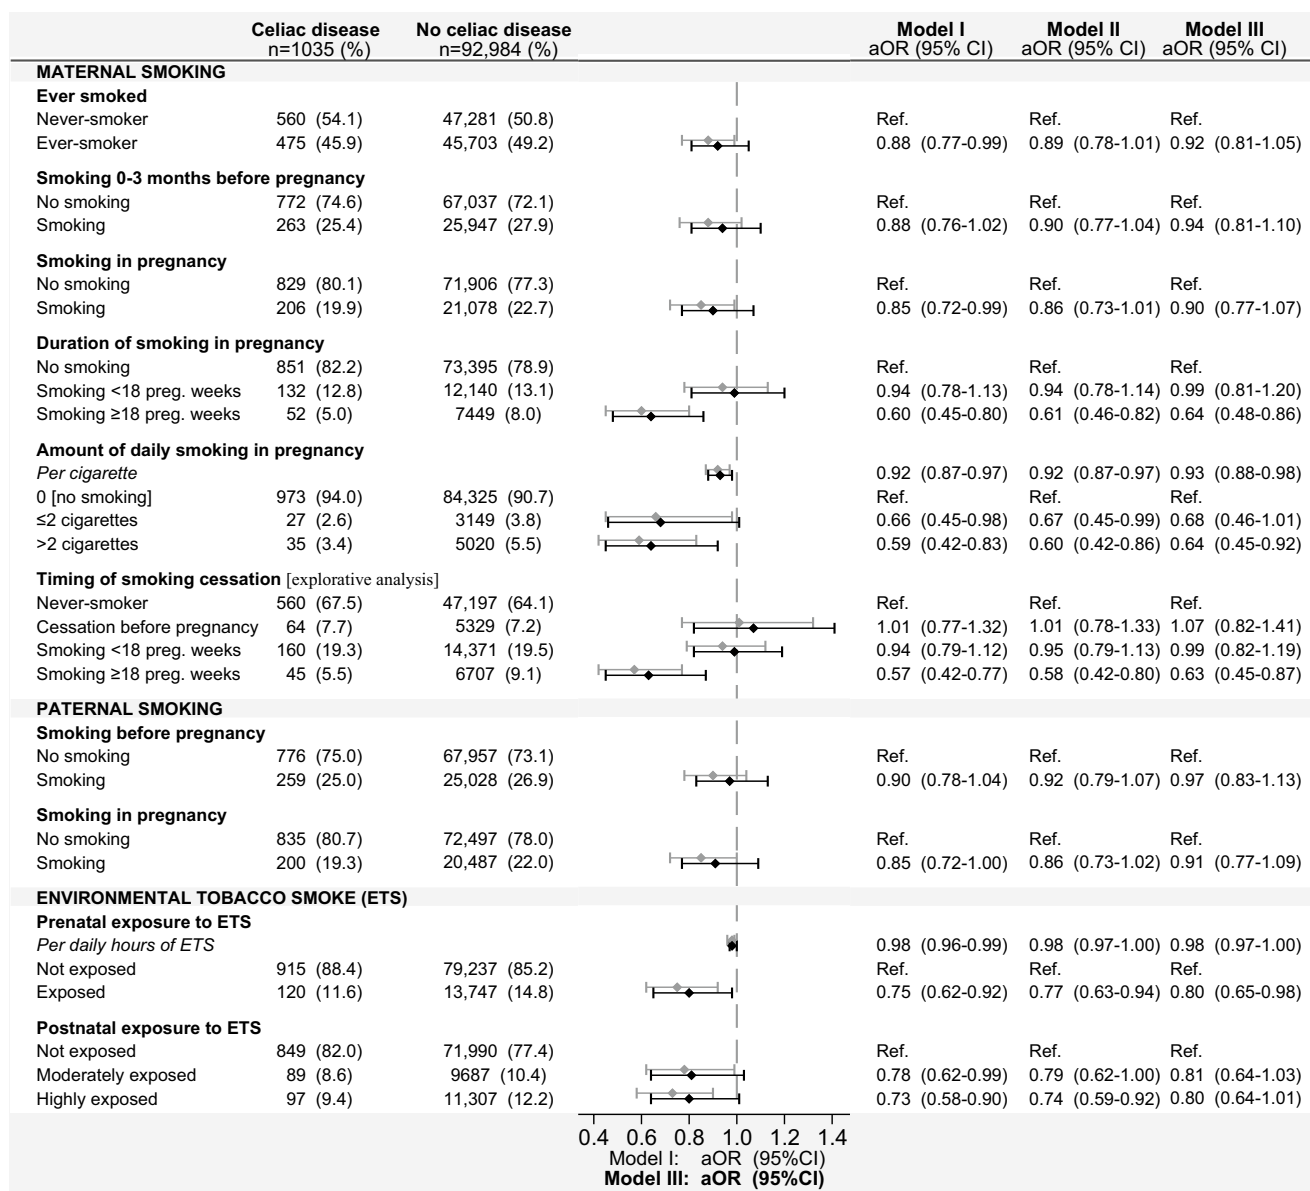 Celiac disease No celiac disease Model I Model II Model III
n=1035 (%) n=92,984 (%) aOR (95% CI) aOR (95% CI) aOR (95% CI)
MATERNAL SMOKING
Ever smoked
Never-smoker 560 (54.1) 47,281 (50.8) Ref. Ref. Ref.
Ever-smoker 475 (45.9) 45,703 (49.2) 0.88 (0.77-0.99) 0.89 (0.78-1.01) 0.92 (0.81-1.05)
Smoking 0-3 months before pregnancy
No smoking 772 (74.6) 67,037 (72.1) Ref. Ref. Ref.
Smoking 263 (25.4) 25,947 (27.9) 0.88 (0.76-1.02) 0.90 (0.77-1.04) 0.94 (0.81-1.10)
Smoking in pregnancy
No smoking 829 (80.1) 71,906 (77.3) Ref. Ref. Ref.
Smoking 206 (19.9) 21,078 (22.7) 0.85 (0.72-0.99) 0.86 (0.73-1.01) 0.90 (0.77-1.07)
Duration of smoking in pregnancy
No smoking 851 (82.2) 73,395 (78.9) Ref. Ref. Ref.
Smoking <18 preg. weeks 132 (12.8) 12,140 (13.1) 0.94 (0.78-1.13) 0.94 (0.78-1.14) 0.99 (0.81-1.20)
Smoking ≥18 preg. weeks 52 (5.0) 7449 (8.0) 0.60 (0.45-0.80) 0.61 (0.46-0.82) 0.64 (0.48-0.86)
Amount of daily smoking in pregnancy
Per cigarette 0.92 (0.87-0.97) 0.92 (0.87-0.97) 0.93 (0.88-0.98)
0 [no smoking] 973 (94.0) 84,325 (90.7) Ref. Ref. Ref.
≤2 cigarettes 27 (2.6) 3149 (3.8) 0.66 (0.45-0.98) 0.67 (0.45-0.99) 0.68 (0.46-1.01)
>2 cigarettes 35 (3.4) 5020 (5.5) 0.59 (0.42-0.83) 0.60 (0.42-0.86) 0.64 (0.45-0.92)
Timing of smoking cessation [explorative analysis]
Never-smoker 560 (67.5) 47,197 (64.1) Ref. Ref. Ref.
Cessation before pregnancy 64 (7.7) 5329 (7.2) 1.01 (0.77-1.32) 1.01 (0.78-1.33) 1.07 (0.82-1.41)
Smoking <18 preg. weeks 160 (19.3) 14,371 (19.5) 0.94 (0.79-1.12) 0.95 (0.79-1.13) 0.99 (0.82-1.19)
Smoking ≥18 preg. weeks 45 (5.5) 6707 (9.1) 0.57 (0.42-0.77) 0.58 (0.42-0.80) 0.63 (0.45-0.87)
PATERNAL SMOKING
Smoking before pregnancy
No smoking 776 (75.0) 67,957 (73.1) Ref. Ref. Ref.
Smoking 259 (25.0) 25,028 (26.9) 0.90 (0.78-1.04) 0.92 (0.79-1.07) 0.97 (0.83-1.13)
Smoking in pregnancy
No smoking 835 (80.7) 72,497 (78.0) Ref. Ref. Ref.
Smoking 200 (19.3) 20,487 (22.0) 0.85 (0.72-1.00) 0.86 (0.73-1.02) 0.91 (0.77-1.09)
ENVIRONMENTAL TOBACCO SMOKE (ETS)
Prenatal exposure to ETS
Per daily hours of ETS 0.98 (0.96-0.99) 0.98 (0.97-1.00) 0.98 (0.97-1.00)
Not exposed 915 (88.4) 79,237 (85.2) Ref. Ref. Ref.
Exposed 120 (11.6) 13,747 (14.8) 0.75 (0.62-0.92) 0.77 (0.63-0.94) 0.80 (0.65-0.98)
Postnatal exposure to ETS
Not exposed 849 (82.0) 71,990 (77.4) Ref. Ref. Ref.
Moderately exposed 89 (8.6) 9687 (10.4) 0.78 (0.62-0.99) 0.79 (0.62-1.00) 0.81 (0.64-1.03)
Highly exposed 97 (9.4) 11,307 (12.2) 0.73 (0.58-0.90) 0.74 (0.59-0.92) 0.80 (0.64-1.01)
0.4 0.6 0.8 1.0 1.2 1.4
Model I: aOR (95%CI)
Model III: aOR (95%CI)